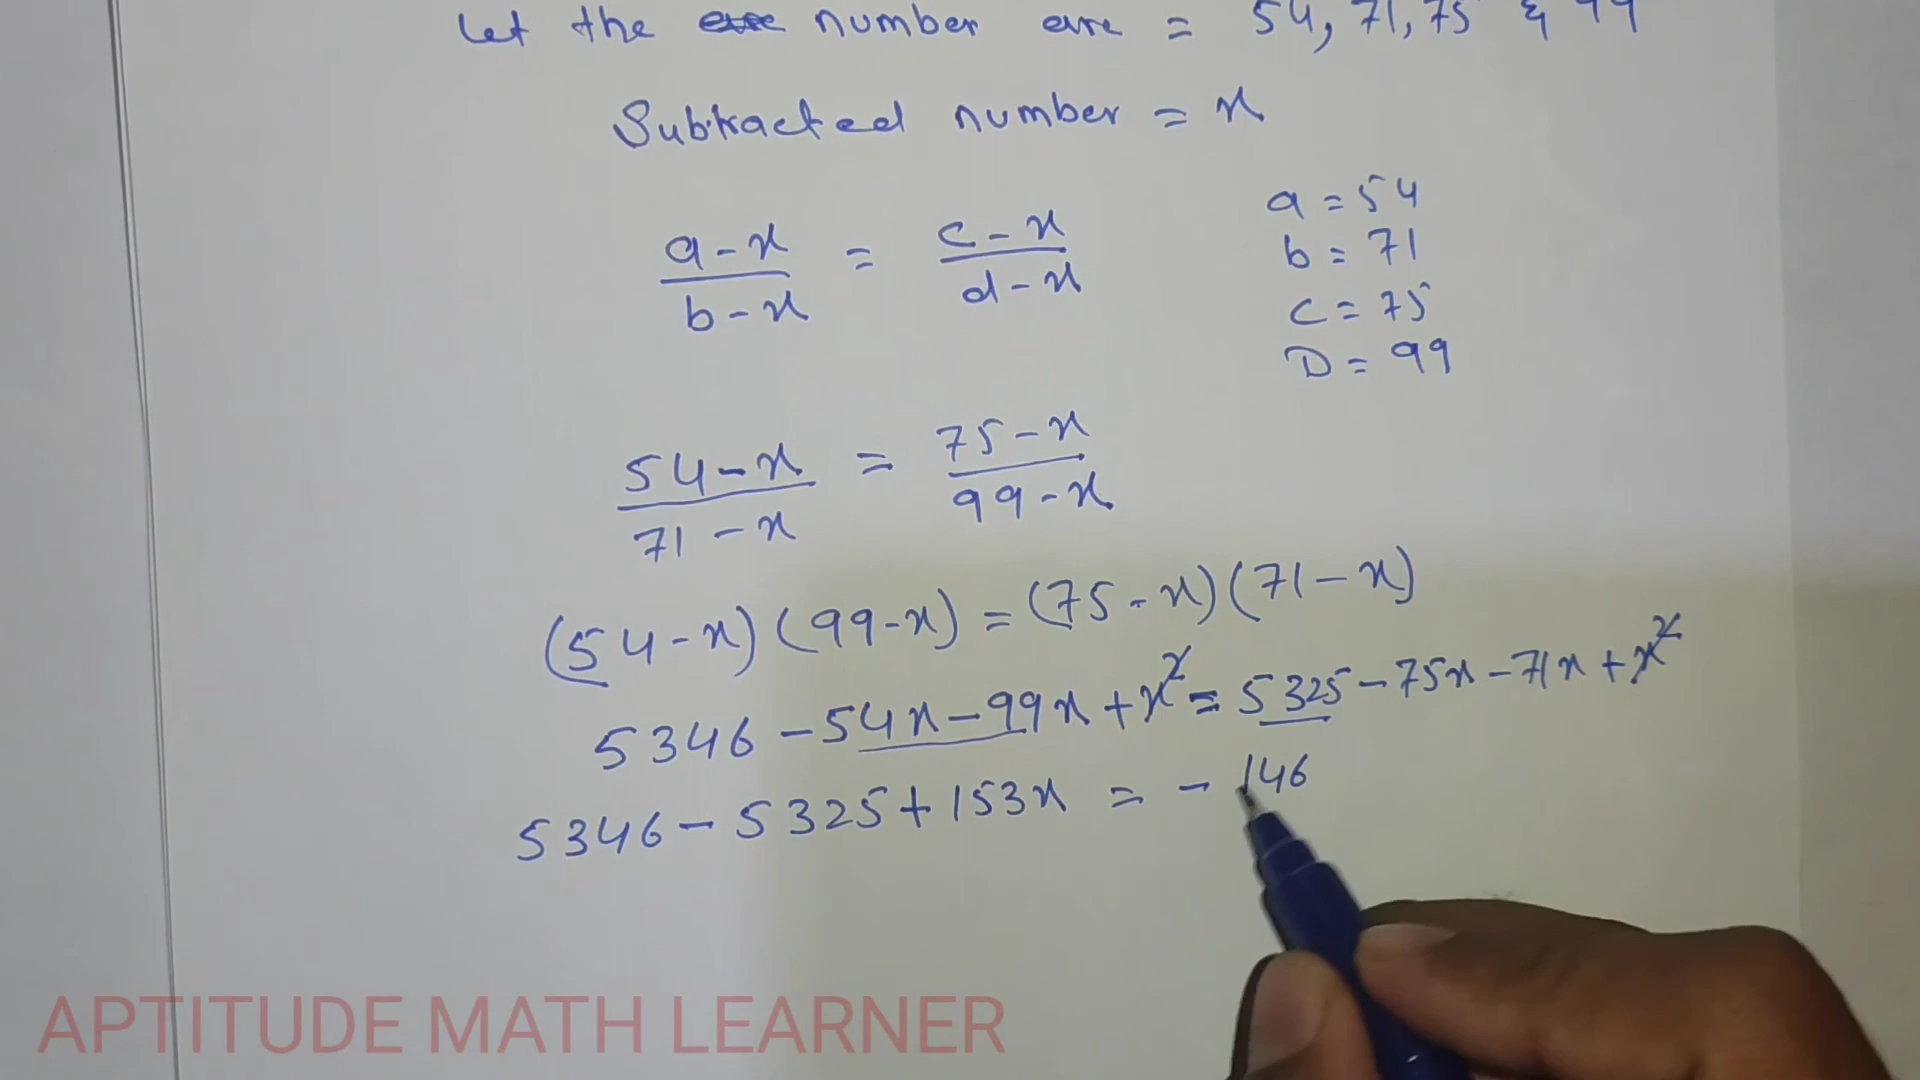 Let the number are = 54, 71, 75 & 99
Subtracted number = x
a-x / b-x = c-x / d-x
a = 54
b = 71
c = 75
D = 99
54-x / 71-x = 75-x / 99-x
(54-x)(99-x) = (75-x)(71-x)
5346 - 54x - 99x + x² = 5325 - 75x - 71x + x²
5346 - 5325 + 153x = - 146
APTITUDE MATH LEARNER